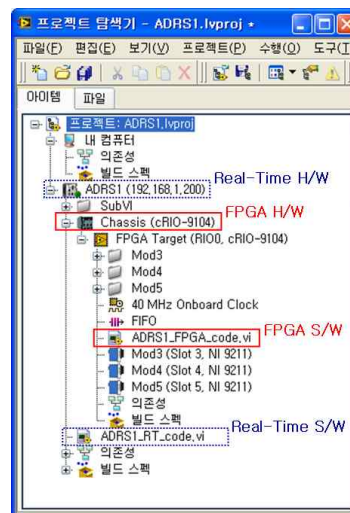 프로젝트 탐색기 - ADRS1.lvproj *
파일(F) 편집(E) 보기(V) 프로젝트(P) 수행(O) 도구(T
아이템 파일
프로젝트: ADRS1.lvproj
내 컴퓨터
의존성
빌드 스펙
Real-Time H/W
ADRS1 (192.168.1.200)
SubVI
FPGA H/W
Chassis (cRIO-9104)
FPGA Target (RIO0, cRIO-9104)
Mod3
Mod4
Mod5
40 MHz Onboard Clock
FIFO
ADRS1_FPGA_code.vi
FPGA S/W
Mod3 (Slot 3, NI 9211)
Mod4 (Slot 4, NI 9211)
Mod5 (Slot 5, NI 9211)
의존성
빌드 스펙
Real-Time S/W
ADRS1_RT_code.vi
의존성
빌드 스펙